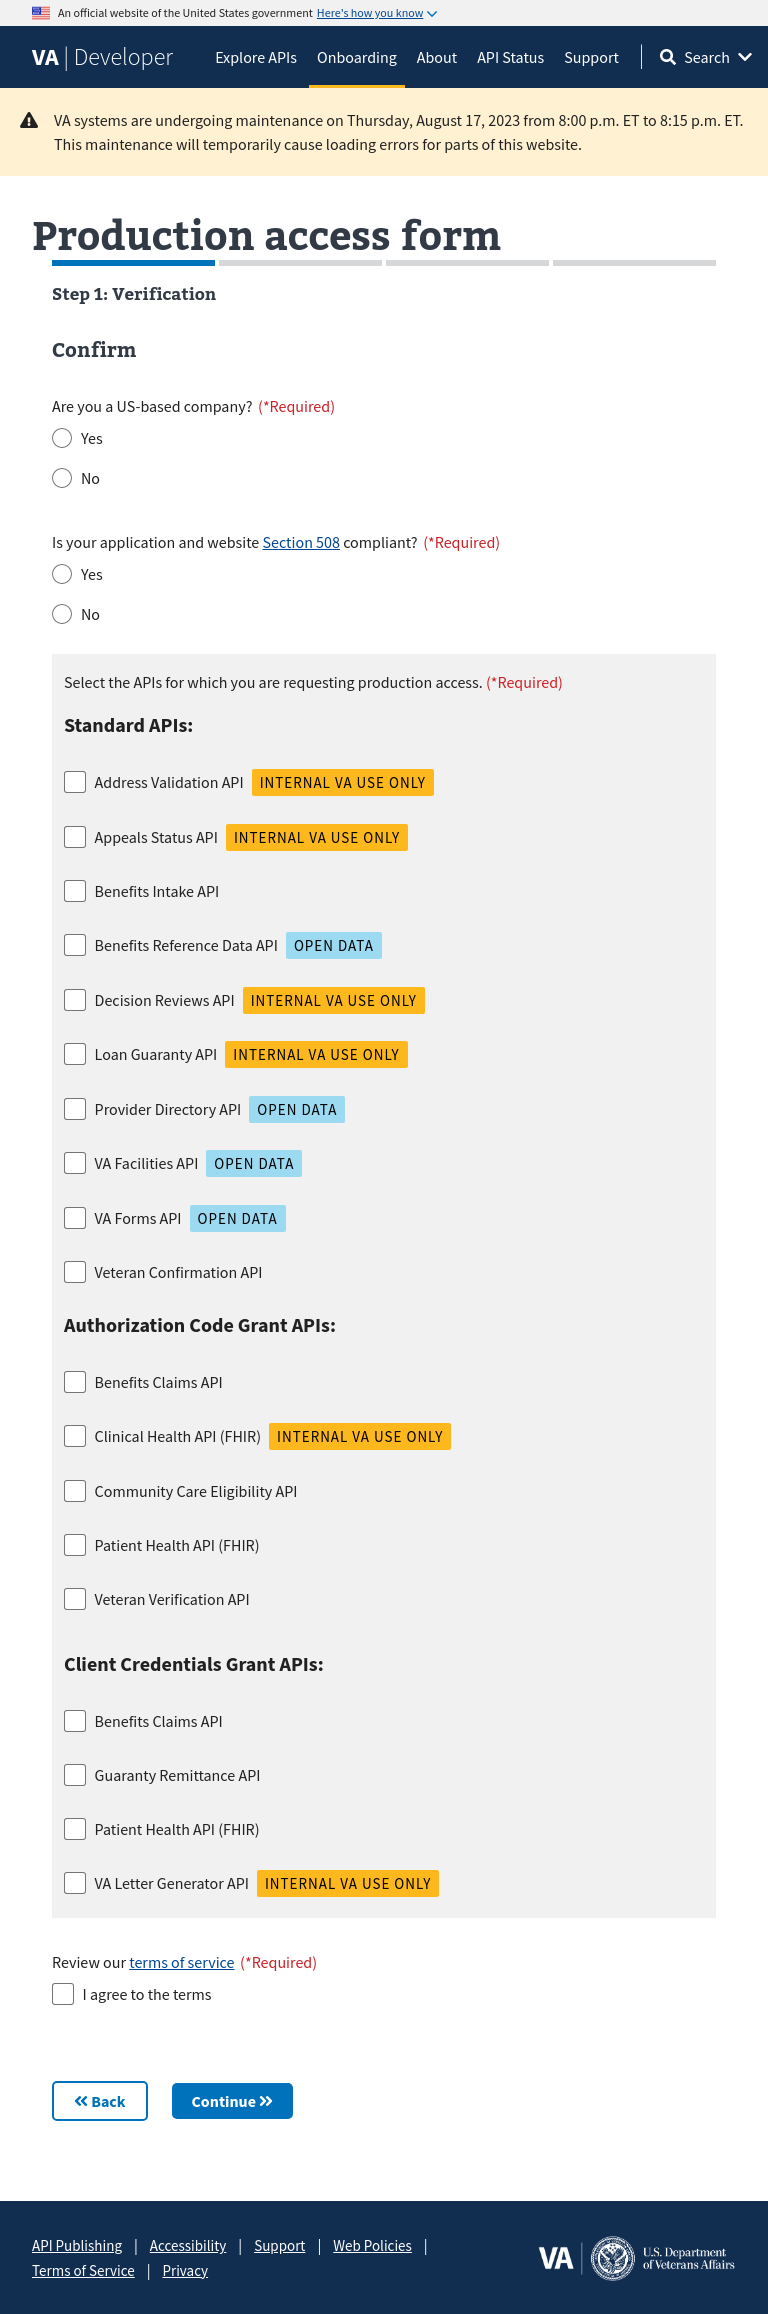 An official website of the United States government Here's how you know
VA | Developer Explore APIs Onboarding About API Status Support Search
VA systems are undergoing maintenance on Thursday, August 17, 2023 from 8:00 p.m. ET to 8:15 p.m. ET.
This maintenance will temporarily cause loading errors for parts of this website.
Production access form
Step 1: Verification
Confirm
Are you a US-based company? (*Required)
Yes
No
Is your application and website Section 508 compliant? (*Required)
Yes
No
Select the APIs for which you are requesting production access. (*Required)
Standard APIs:
Address Validation API INTERNAL VA USE ONLY
Appeals Status API INTERNAL VA USE ONLY
Benefits Intake API
Benefits Reference Data API OPEN DATA
Decision Reviews API INTERNAL VA USE ONLY
Loan Guaranty API INTERNAL VA USE ONLY
Provider Directory API OPEN DATA
VA Facilities API OPEN DATA
VA Forms API OPEN DATA
Veteran Confirmation API
Authorization Code Grant APIs:
Benefits Claims API
Clinical Health API (FHIR) INTERNAL VA USE ONLY
Community Care Eligibility API
Patient Health API (FHIR)
Veteran Verification API
Client Credentials Grant APIs:
Benefits Claims API
Guaranty Remittance API
Patient Health API (FHIR)
VA Letter Generator API INTERNAL VA USE ONLY
Review our terms of service (*Required)
I agree to the terms
Back Continue
API Publishing | Accessibility | Support | Web Policies |
Terms of Service | Privacy
VA U.S. Department
of Veterans Affairs